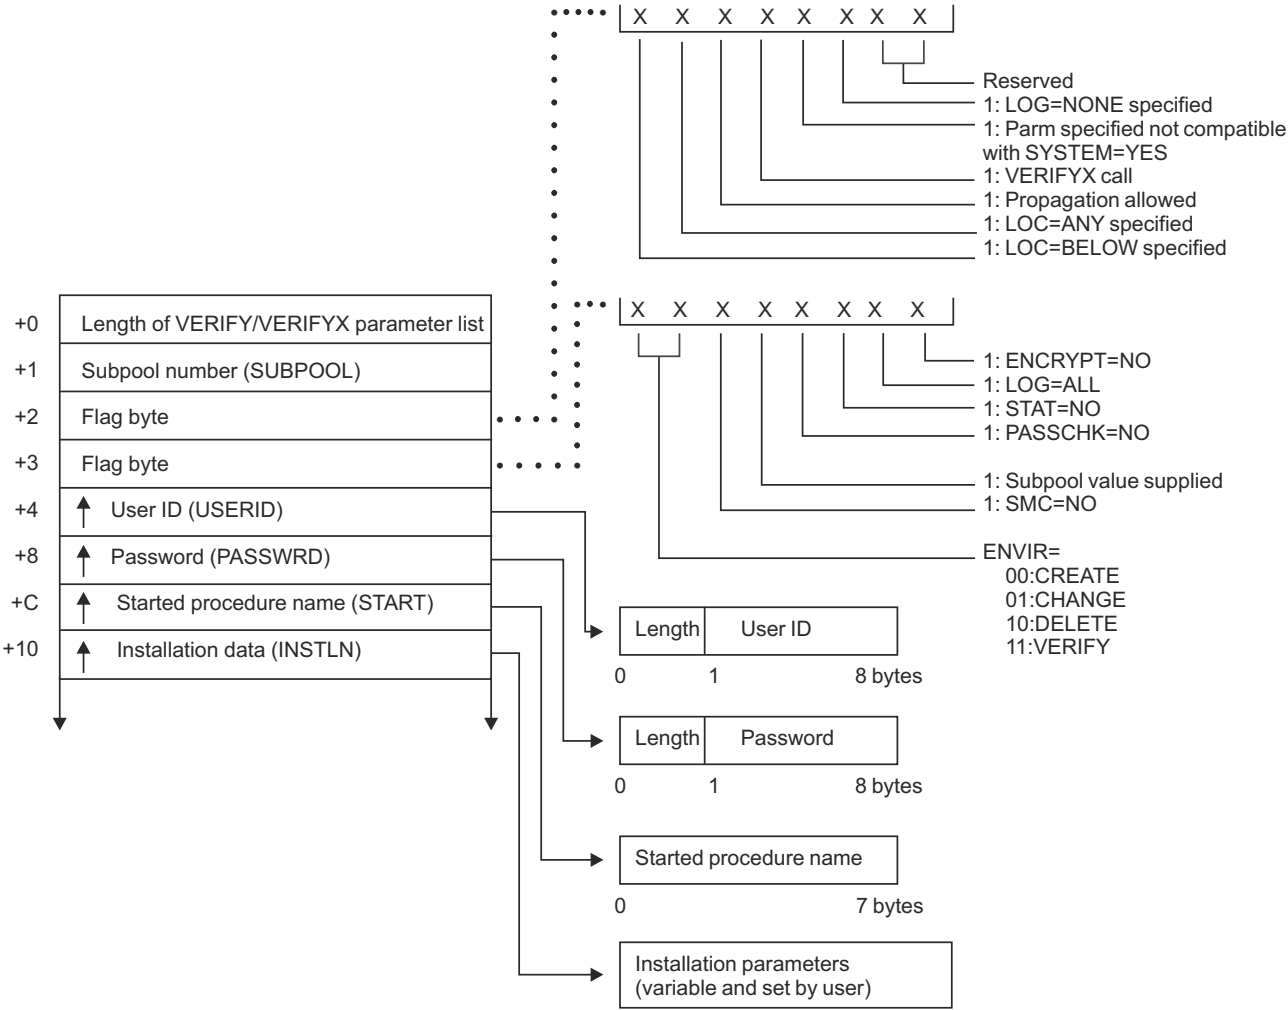 X X X X X X X X
Reserved
1: LOG=NONE specified
1: Parm specified not compatible
with SYSTEM=YES
1: VERIFYX call
1: Propagation allowed
1: LOC=ANY specified
1: LOC=BELOW specified
+0 Length of VERIFY/VERIFYX parameter list
+1 Subpool number (SUBPOOL)
+2 Flag byte
+3 Flag byte
+4 User ID (USERID)
+8 Password (PASSWRD)
+C Started procedure name (START)
+10 Installation data (INSTLN)
X X X X X X X X
1: ENCRYPT=NO
1: LOG=ALL
1: STAT=NO
1: PASSCHK=NO
1: Subpool value supplied
1: SMC=NO
ENVIR=
00:CREATE
01:CHANGE
10:DELETE
11:VERIFY
Length User ID
0 1 8 bytes
Length Password
0 1 8 bytes
Started procedure name
0 7 bytes
Installation parameters
(variable and set by user)